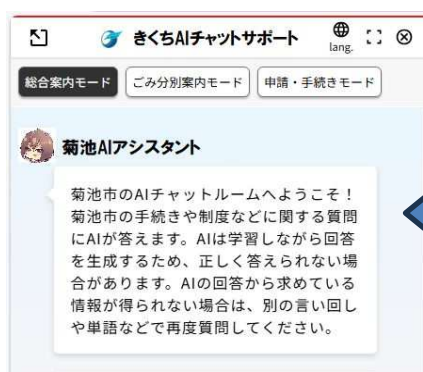 きくちAIチャットサポート
lang.
総合案内モード
ごみ分別案内モード
申請・手続きモード
菊池AIアシスタント
菊池市のAIチャットルームへようこそ！
菊池市の手続きや制度などに関する質問
にAIが答えます。AIは学習しながら回答
を生成するため、正しく答えられない場
合があります。AIの回答から求めている
情報が得られない場合は、別の言い回し
や単語などで再度質問してください。